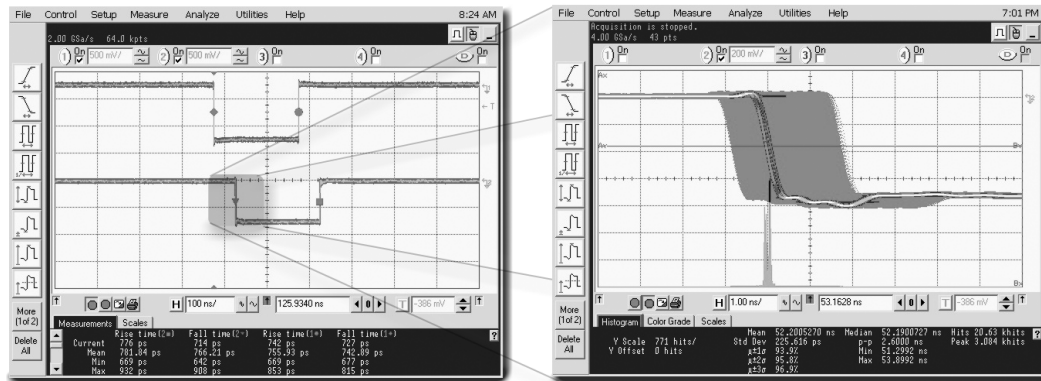 File Control Setup Measure Analyze Utilities Help 8:24 AM
2.00 GSa/s 64.0 kpts
1) On 500 mV/ 2) On 500 mV/ 3) On 4) On
T
More
(1of 2)
Delete
All
H 100 ns/ 125.9340 ns 0 T -386 mV
Measurements Scales
Rise time(2=) Fall time(2~) Rise time(1=) Fall time(1~)
Current 776 ps 714 ps 742 ps 727 ps
Mean 781.84 ps 766.21 ps 755.93 ps 742.89 ps
Min 669 ps 642 ps 669 ps 677 ps
Max 932 ps 908 ps 853 ps 815 ps
File Control Setup Measure Analyze Utilities Help 7:01 PM
Acquisition is stopped.
4.00 GSa/s 43 pts
1) On 2) On 200 mV/ 3) On 4) On
Ax
Ay
By
Bx
More
(1of 2)
Delete
All
H 1.00 ns/ 53.1628 ns 0 T -386 mV
Histogram Color Grade Scales
Mean 52.2005270 ns Median 52.1900727 ns Hits 20.63 khits
Y Scale 771 hits/ Std Dev 225.616 ps p-p 2.6000 ns Peak 3.084 khits
Y Offset 0 hits µ±1σ 93.9% Min 51.2992 ns
µ±2σ 95.8% Max 53.8992 ns
µ±3σ 96.9%